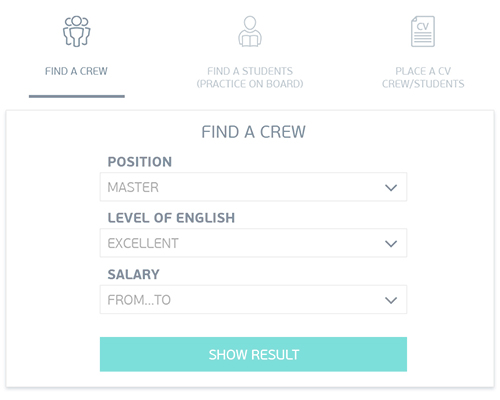 FIND A CREW
FIND A STUDENTS
(PRACTICE ON BOARD)
CV
PLACE A CV
CREW/STUDENTS
FIND A CREW
POSITION
MASTER
LEVEL OF ENGLISH
EXCELLENT
SALARY
FROM...TO
SHOW RESULT